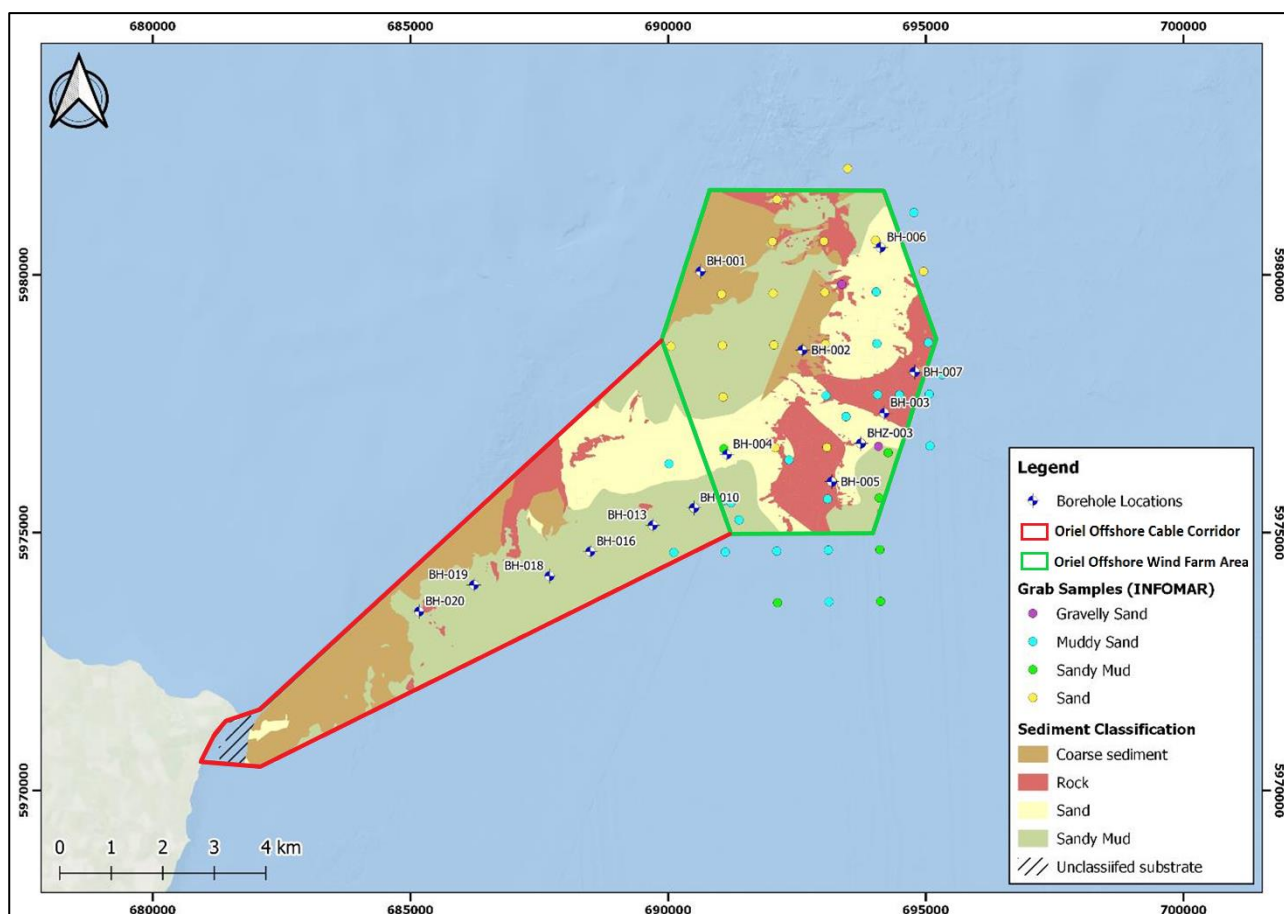 680000 685000 690000 695000 700000
5980000 5980000
BH-006
BH-001
BH-002
BH-007
BH-003
BHZ-003
BH-004
BH-005
BH-010
BH-013
BH-016
BH-018
BH-019
BH-020
5975000 5975000
5970000 5970000
Legend
Borehole Locations
Oriel Offshore Cable Corridor
Oriel Offshore Wind Farm Area
Grab Samples (INFOMAR)
Gravelly Sand
Muddy Sand
Sandy Mud
Sand
Sediment Classification
Coarse sediment
Rock
Sand
Sandy Mud
Unclassiifed substrate
0 1 2 3 4 km
680000 685000 690000 695000 700000